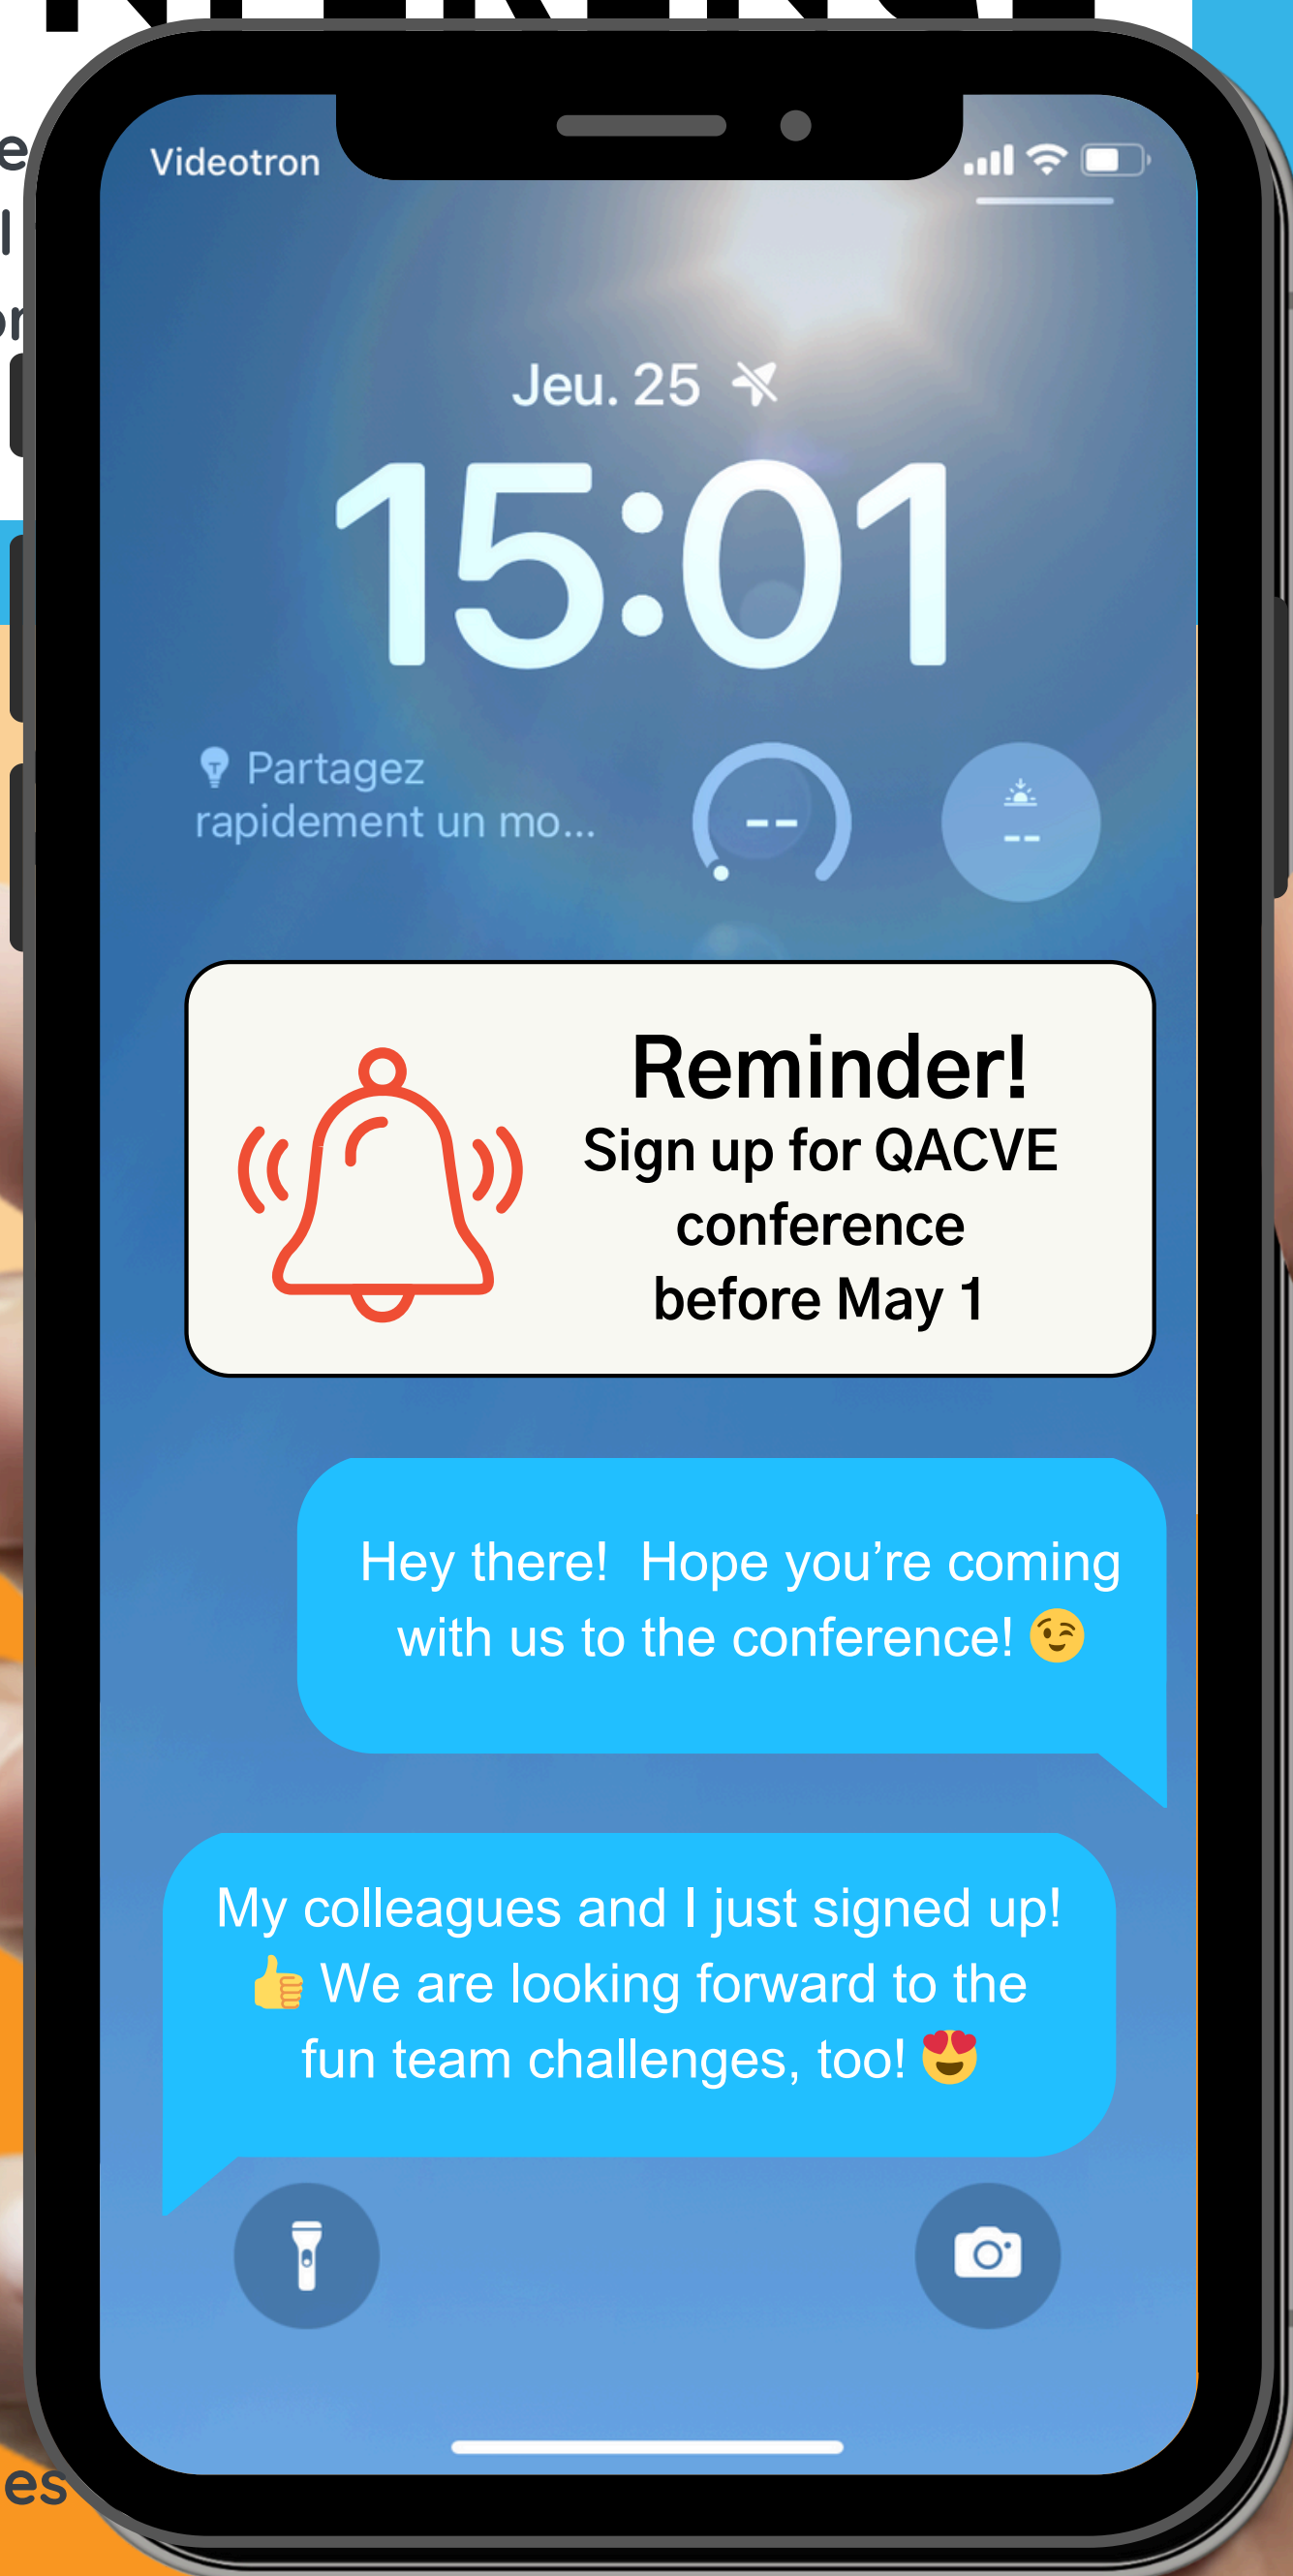 Videotron
Jeu. 25
15:01
Partagez
rapidement un mo...
--
--
Reminder!
Sign up for QACVE
conference
before May 1
Hey there!  Hope you’re coming
with us to the conference! 😉
My colleagues and I just signed up!
👍 We are looking forward to the
fun team challenges, too! 😍